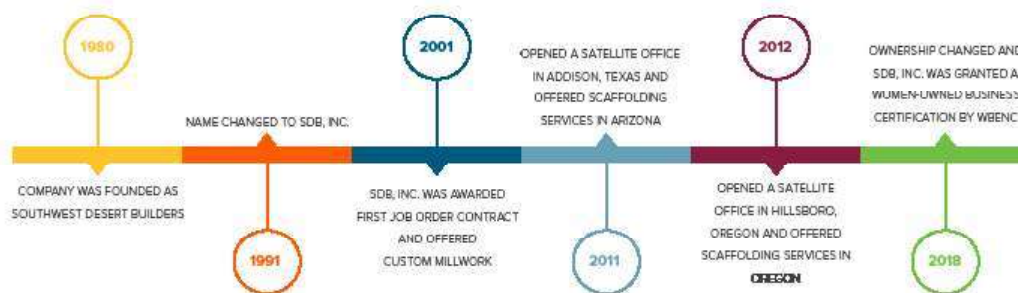 1980
COMPANY WAS FOUNDED AS
SOUTHWEST DESERT BUILDERS
NAME CHANGED TO SDB, INC.
1991
2001
SDB, INC. WAS AWARDED
FIRST JOB ORDER CONTRACT
AND OFFERED
CUSTOM MILLWORK
OPENED A SATELLITE OFFICE
IN ADDISON, TEXAS AND
OFFERED SCAFFOLDING
SERVICES IN ARIZONA
2011
2012
OPENED A SATELLITE
OFFICE IN HILLSBORO,
OREGON AND OFFERED
SCAFFOLDING SERVICES IN
OREGON
OWNERSHIP CHANGED AND
SDB, INC. WAS GRANTED A
WOMEN-OWNED BUSINESS
CERTIFICATION BY WBENC
2018